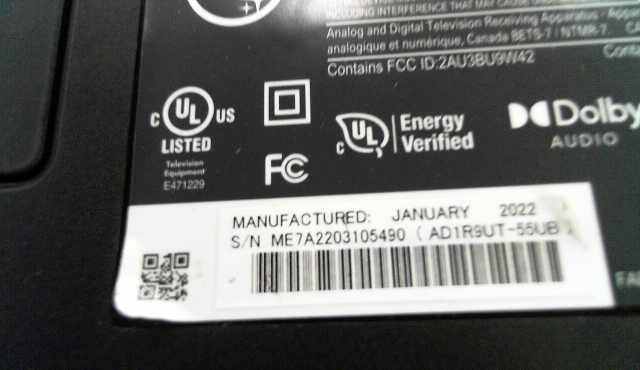 INCLUDING INTERFERENCE THAT MAY CAUSE UNDESIRED
Analog and Digital Television Receiving Apparatus -
analogique et numérique, Canada BETS-7 / NTMR-7.
Contains FCC ID:2AU3BU9W42
C UL US
LISTED
Television
Equipment
E471229
FC
C UL Energy
Verified
Dolby
AUDIO
MANUFACTURED: JANUARY 2022
S/N ME7A2203105490 ( AD1R9UT-55UB )